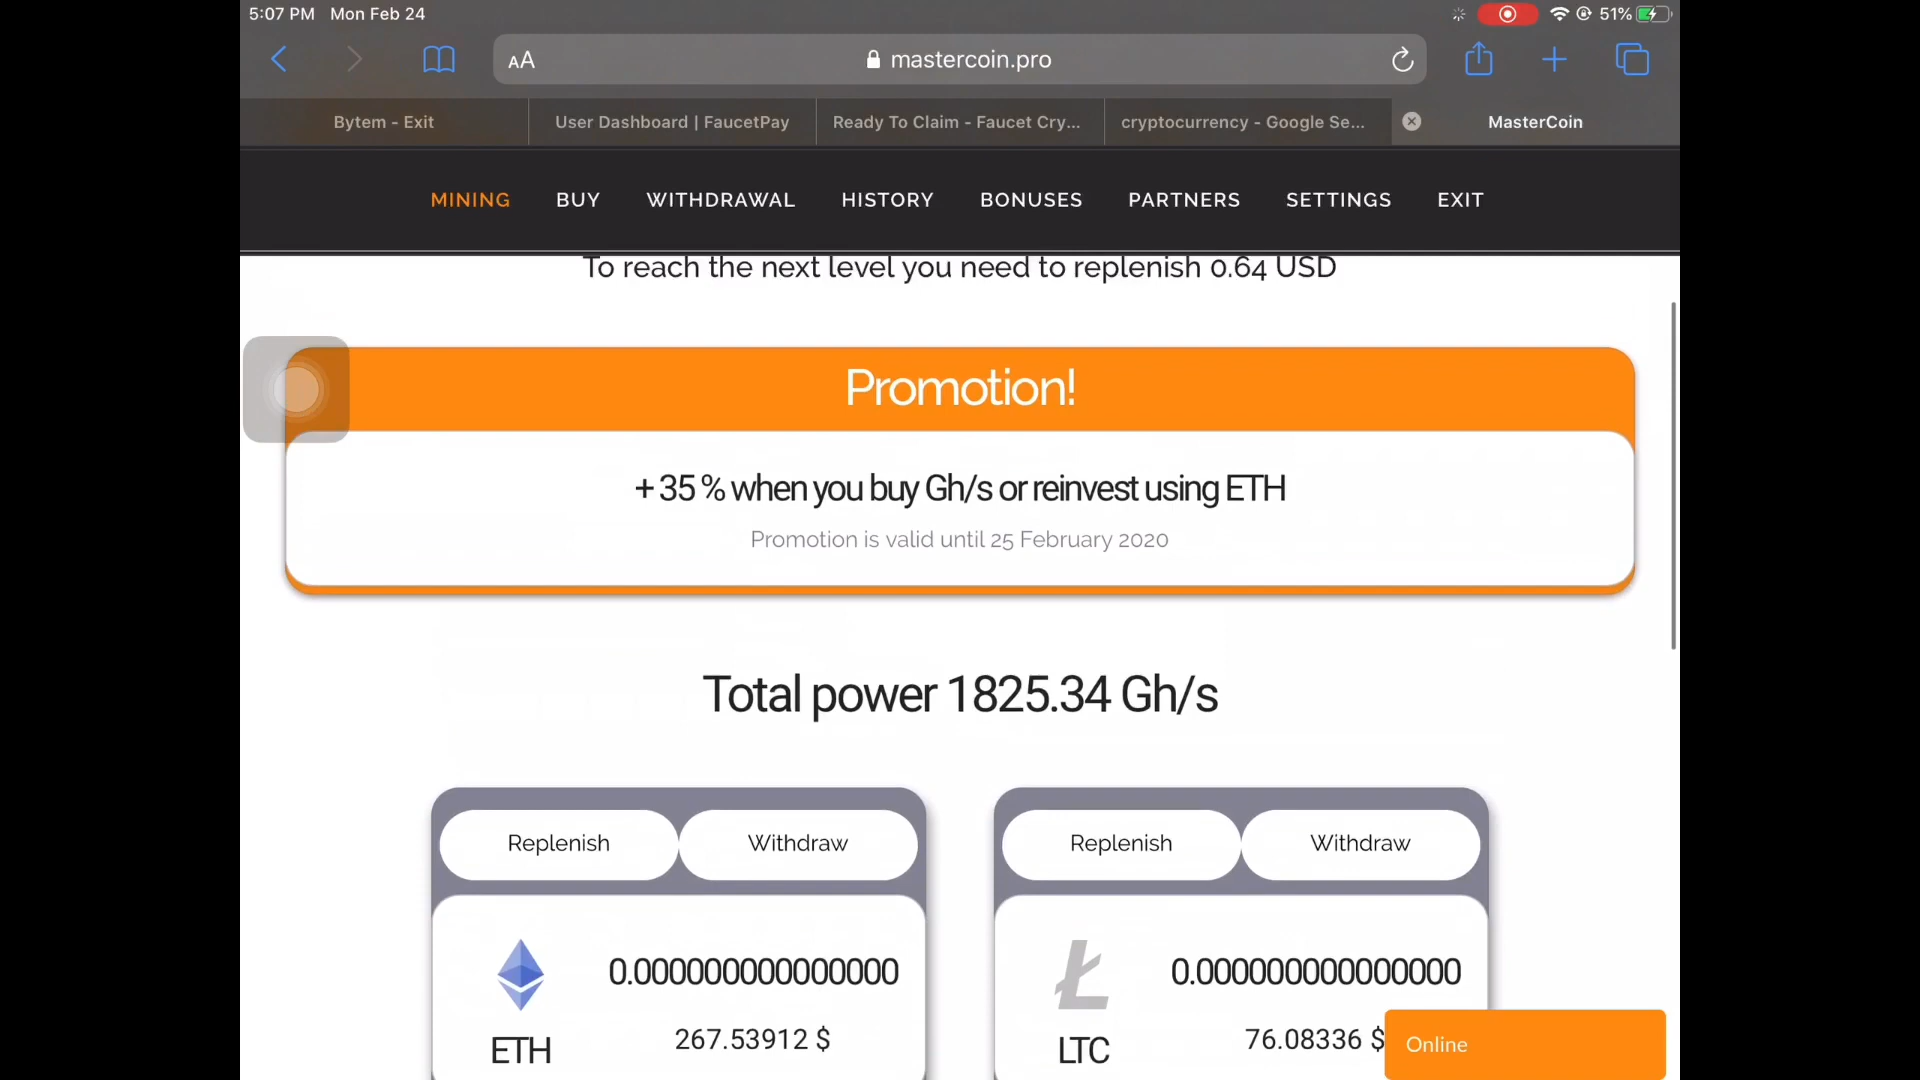 5:07 PM Mon Feb 24
51%
AA
mastercoin.pro
Bytem - Exit
User Dashboard | FaucetPay
Ready To Claim - Faucet Cry...
cryptocurrency - Google Se...
MasterCoin
MINING BUY WITHDRAWAL HISTORY BONUSES PARTNERS SETTINGS EXIT
To reach the next level you need to replenish 0.64 USD
Promotion!
+ 35 % when you buy Gh/s or reinvest using ETH
Promotion is valid until 25 February 2020
Total power 1825.34 Gh/s
Replenish Withdraw
0.000000000000000
ETH
267.53912 $
Replenish Withdraw
0.000000000000000
LTC
76.08336 $
Online